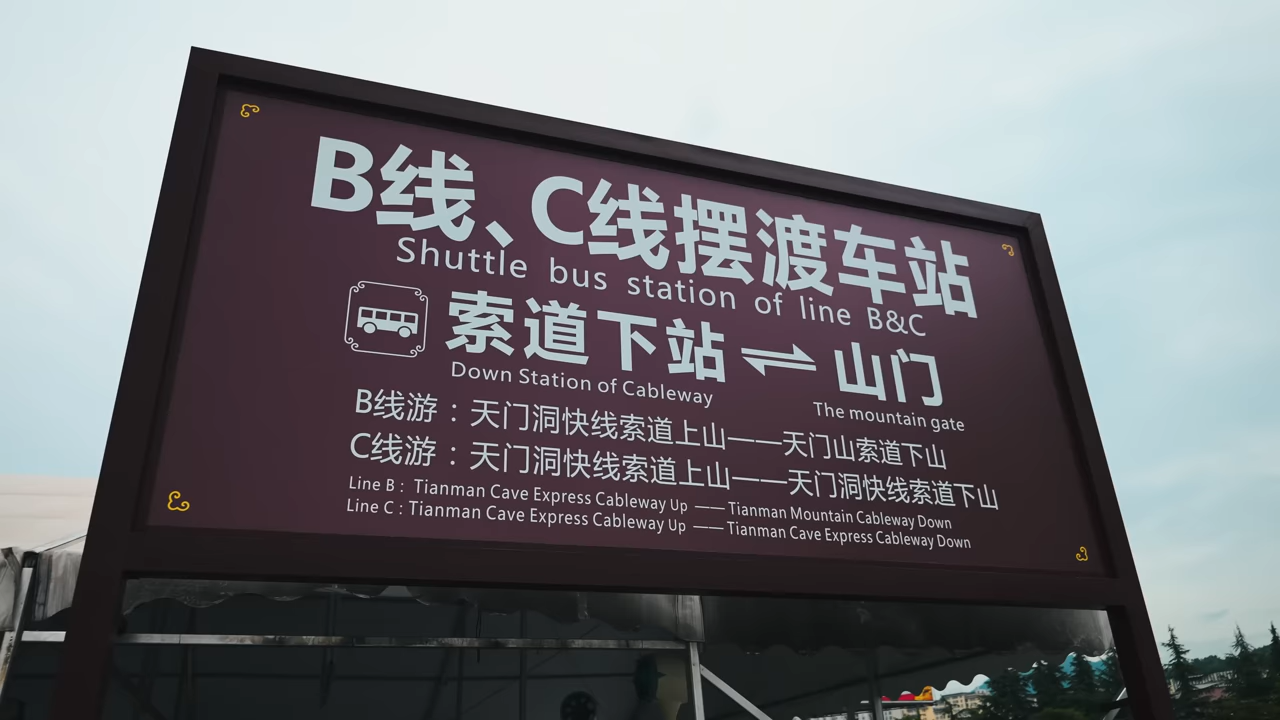 B线、C线摆渡车站
Shuttle bus station of line B&C
索道下站 ⇌ 山门
Down Station of Cableway The mountain gate
B线游：天门洞快线索道上山——天门山索道下山
C线游：天门洞快线索道上山——天门洞快线索道下山
Line B : Tianman Cave Express Cableway Up —— Tianman Mountain Cableway Down
Line C : Tianman Cave Express Cableway Up —— Tianman Cave Express Cableway Down